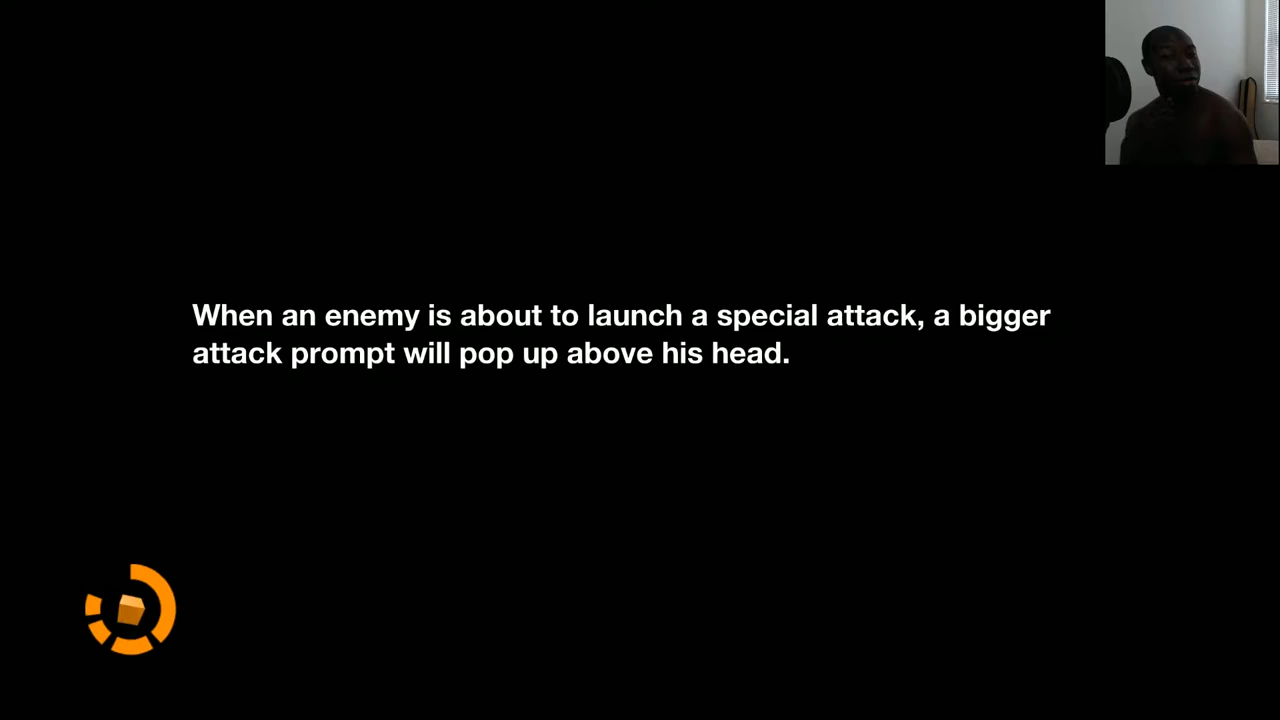 When an enemy is about to launch a special attack, a bigger
attack prompt will pop up above his head.